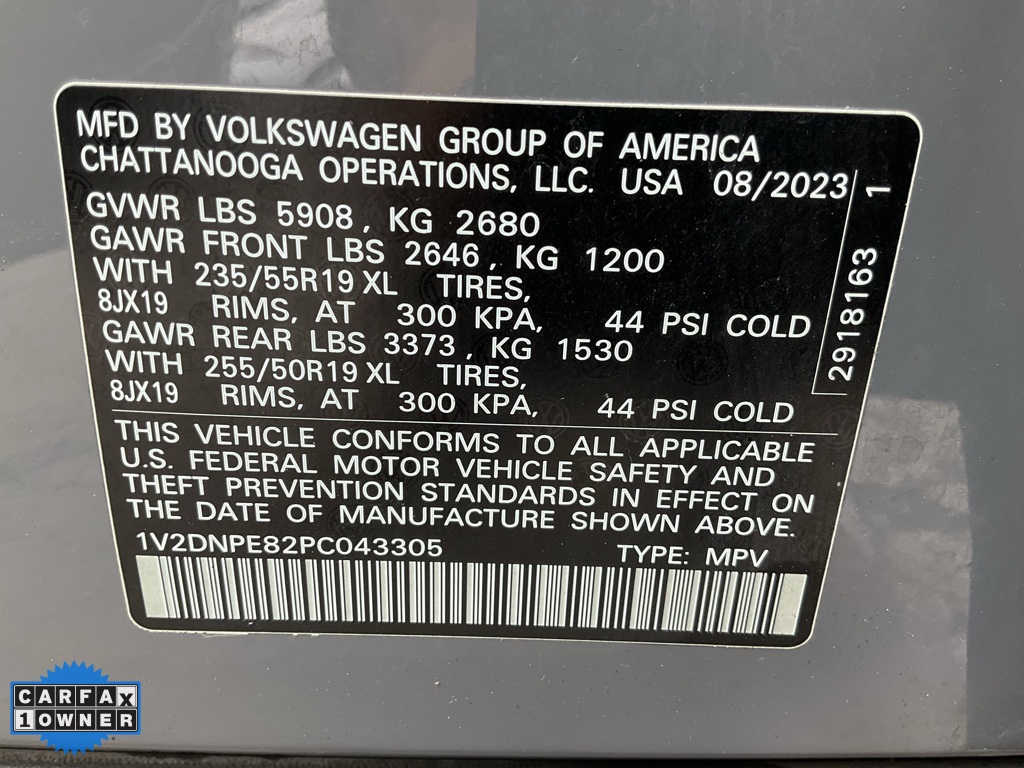 MFD BY VOLKSWAGEN GROUP OF AMERICA
CHATTANOOGA OPERATIONS, LLC. USA 08/2023
GVWR LBS 5908, KG 2680
GAWR FRONT LBS 2646, KG 1200
WITH 235/55R19 XL TIRES,
8JX19 RIMS, AT 300 KPA, 44 PSI COLD
GAWR REAR LBS 3373, KG 1530
WITH 255/50R19 XL TIRES,
8JX19 RIMS, AT 300 KPA, 44 PSI COLD
2918163 1
THIS VEHICLE CONFORMS TO ALL APPLICABLE
U.S. FEDERAL MOTOR VEHICLE SAFETY AND
THEFT PREVENTION STANDARDS IN EFFECT ON
THE DATE OF MANUFACTURE SHOWN ABOVE.
1V2DNPE82PC043305 TYPE: MPV
CARFAX
1 OWNER